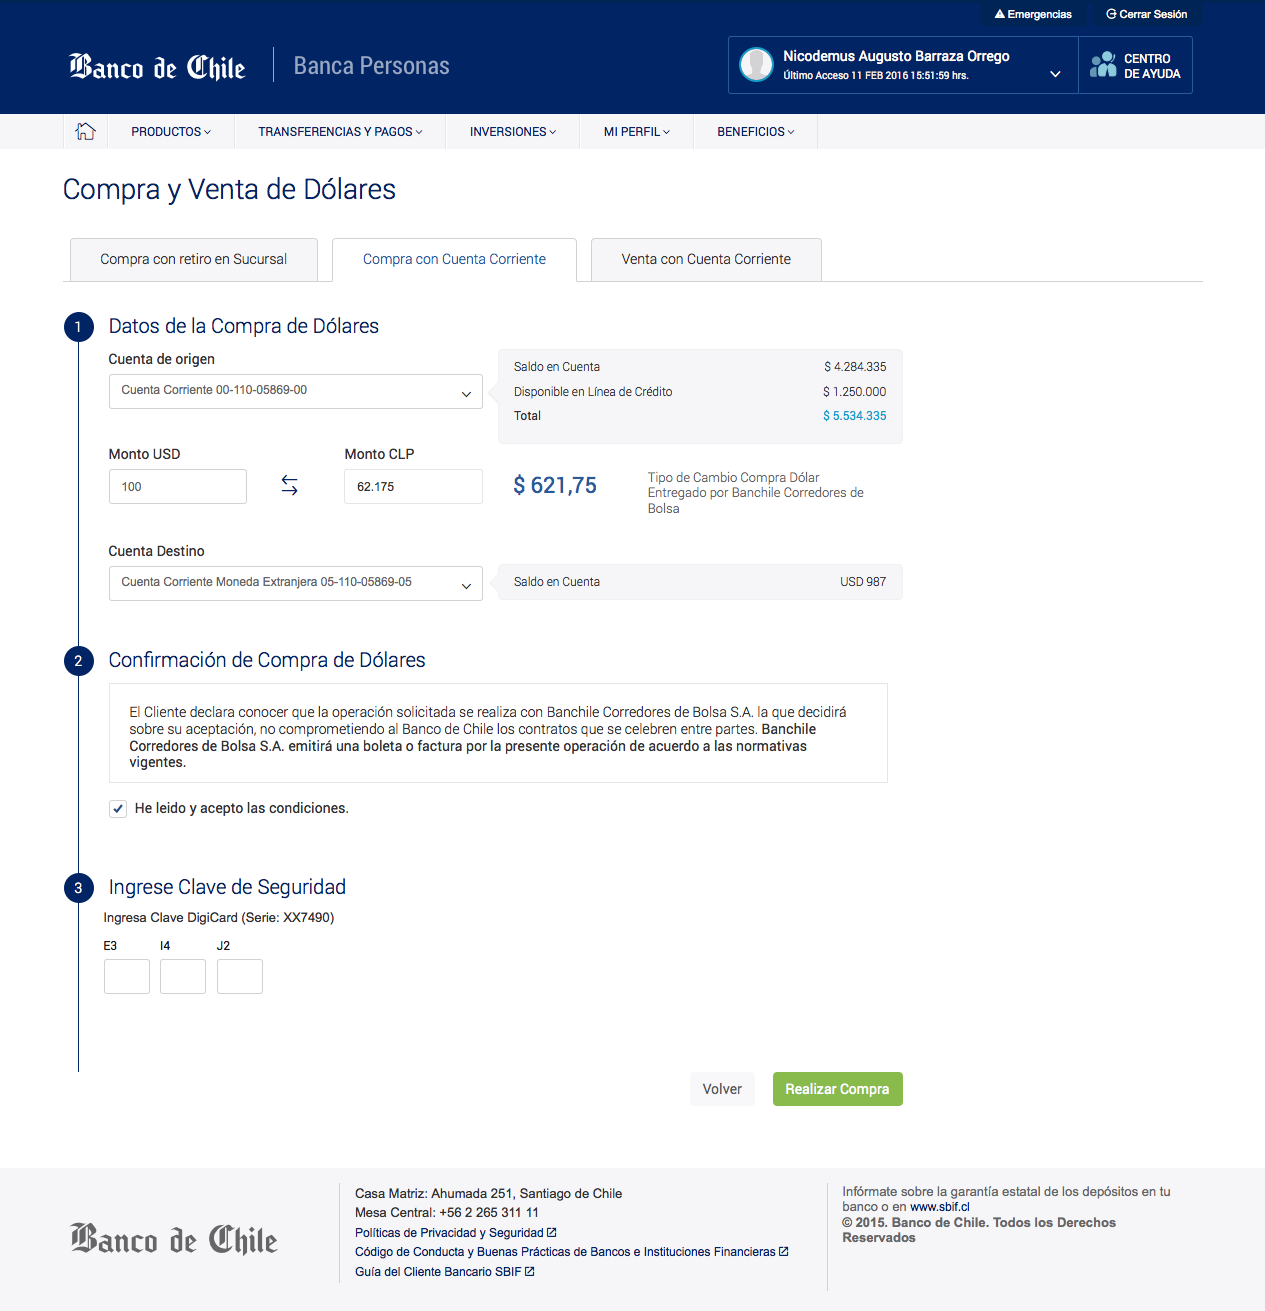 Emergencias
Cerrar Sesión
Banco de Chile
Banca Personas
Nicodemus Augusto Barraza Orrego
Último Acceso 11 FEB 2016 15:51:59 hrs.
CENTRO
DE AYUDA
PRODUCTOS
TRANSFERENCIAS Y PAGOS
INVERSIONES
MI PERFIL
BENEFICIOS
Compra y Venta de Dólares
Compra con retiro en Sucursal
Compra con Cuenta Corriente
Venta con Cuenta Corriente
1 Datos de la Compra de Dólares
Cuenta de origen
Cuenta Corriente 00-110-05869-00
Saldo en Cuenta $ 4.284.335
Disponible en Línea de Crédito $ 1.250.000
Total $ 5.534.335
Monto USD
100
Monto CLP
62.175
$ 621,75
Tipo de Cambio Compra Dólar
Entregado por Banchile Corredores de
Bolsa
Cuenta Destino
Cuenta Corriente Moneda Extranjera 05-110-05869-05
Saldo en Cuenta USD 987
2 Confirmación de Compra de Dólares
El Cliente declara conocer que la operación solicitada se realiza con Banchile Corredores de Bolsa S.A. la que decidirá
sobre su aceptación, no comprometiendo al Banco de Chile los contratos que se celebren entre partes. Banchile
Corredores de Bolsa S.A. emitirá una boleta o factura por la presente operación de acuerdo a las normativas
vigentes.
He leido y acepto las condiciones.
3 Ingrese Clave de Seguridad
Ingresa Clave DigiCard (Serie: XX7490)
E3 I4 J2
Volver
Realizar Compra
Banco de Chile
Casa Matriz: Ahumada 251, Santiago de Chile
Mesa Central: +56 2 265 311 11
Políticas de Privacidad y Seguridad
Código de Conducta y Buenas Prácticas de Bancos e Instituciones Financieras
Guía del Cliente Bancario SBIF
Infórmate sobre la garantía estatal de los depósitos en tu
banco o en www.sbif.cl
© 2015. Banco de Chile. Todos los Derechos
Reservados